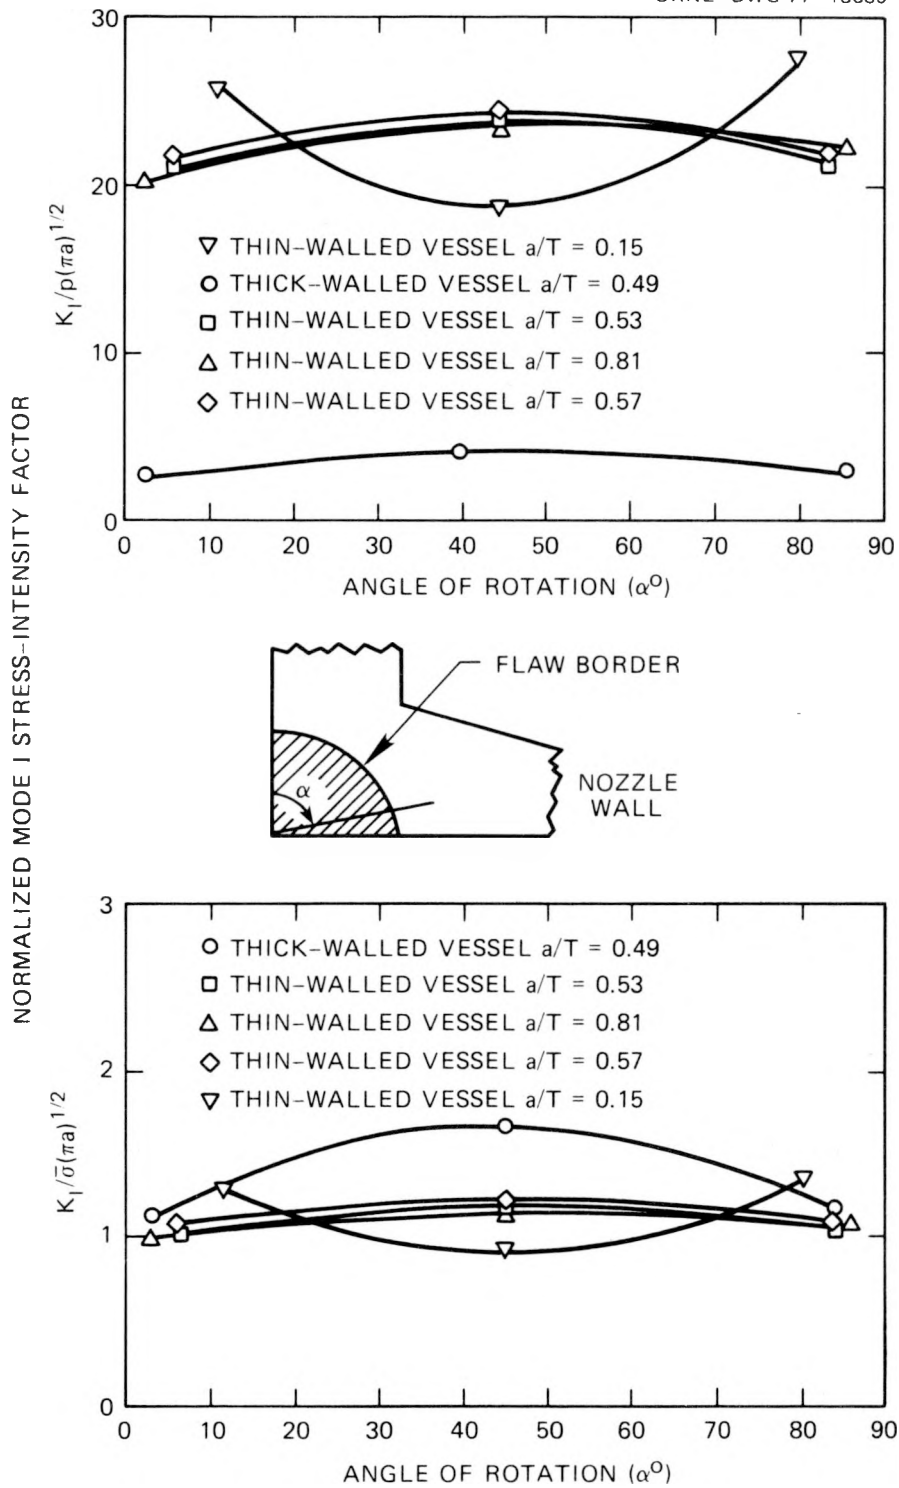 NORMALIZED MODE I STRESS-INTENSITY FACTOR
K_I/p(πa)^1/2
30
20
10
0
▽ THIN-WALLED VESSEL a/T = 0.15
○ THICK-WALLED VESSEL a/T = 0.49
□ THIN-WALLED VESSEL a/T = 0.53
△ THIN-WALLED VESSEL a/T = 0.81
◇ THIN-WALLED VESSEL a/T = 0.57
0 10 20 30 40 50 60 70 80 90
ANGLE OF ROTATION (α°)
FLAW BORDER
α
NOZZLE
WALL
K_I/σ̄(πa)^1/2
3
2
1
0
○ THICK-WALLED VESSEL a/T = 0.49
□ THIN-WALLED VESSEL a/T = 0.53
△ THIN-WALLED VESSEL a/T = 0.81
◇ THIN-WALLED VESSEL a/T = 0.57
▽ THIN-WALLED VESSEL a/T = 0.15
0 10 20 30 40 50 60 70 80 90
ANGLE OF ROTATION (α°)